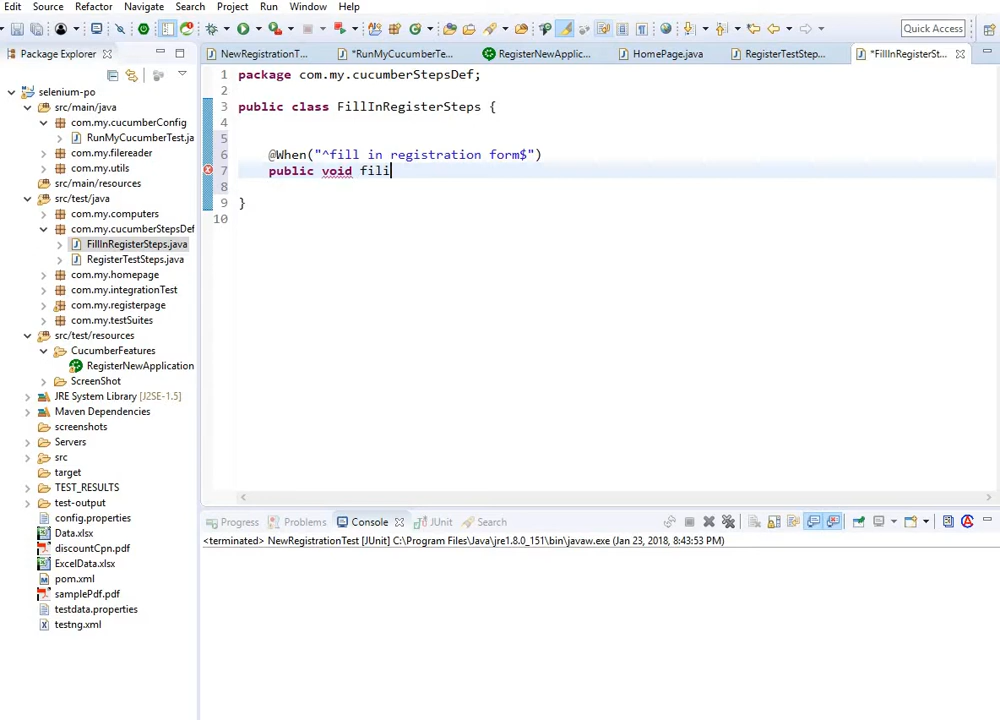 Edit Source Refactor Navigate Search Project Run Window Help
Quick Access
Package Explorer
NewRegistrationT...
*RunMyCucumberTe...
RegisterNewApplic...
HomePage.java
RegisterTestStep...
*FillInRegisterSt...
selenium-po
src/main/java
com.my.cucumberConfig
RunMyCucumberTest.ja
com.my.filereader
com.my.utils
src/main/resources
src/test/java
com.my.computers
com.my.cucumberStepsDef
FillInRegisterSteps.java
RegisterTestSteps.java
com.my.homepage
com.my.integrationTest
com.my.registerpage
com.my.testSuites
src/test/resources
CucumberFeatures
RegisterNewApplication
ScreenShot
JRE System Library [J2SE-1.5]
Maven Dependencies
screenshots
Servers
src
target
TEST_RESULTS
test-output
config.properties
Data.xlsx
discountCpn.pdf
ExcelData.xlsx
pom.xml
samplePdf.pdf
testdata.properties
testng.xml
1 package com.my.cucumberStepsDef;
2
3 public class FillInRegisterSteps {
4
5
6 @When("^fill in registration form$")
7 public void fili
8
9 }
10
Progress Problems Console JUnit Search
<terminated> NewRegistrationTest [JUnit] C:\Program Files\Java\jre1.8.0_151\bin\javaw.exe (Jan 23, 2018, 8:43:53 PM)